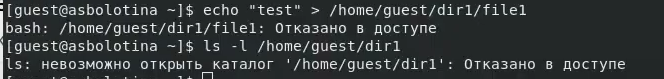 [guest@asbolotina ~]$ echo "test" > /home/guest/dir1/file1
bash: /home/guest/dir1/file1: Отказано в доступе
[guest@asbolotina ~]$ ls -l /home/guest/dir1
ls: невозможно открыть каталог '/home/guest/dir1': Отказано в доступе